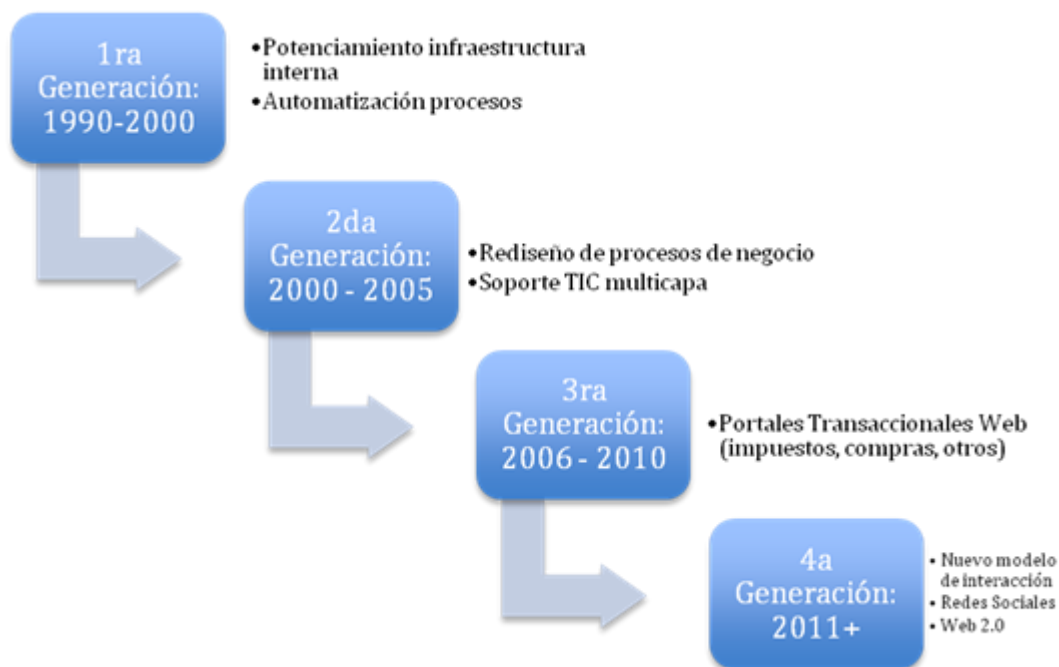 1ra
Generación:
1990-2000
•Potenciamiento infraestructura
interna
•Automatización procesos
2da
Generación:
2000 - 2005
•Rediseño de procesos de negocio
•Soporte TIC multicapa
3ra
Generación:
2006 - 2010
•Portales Transaccionales Web
(impuestos, compras, otros)
4a
Generación:
2011+
• Nuevo modelo
de interacción
• Redes Sociales
• Web 2.0